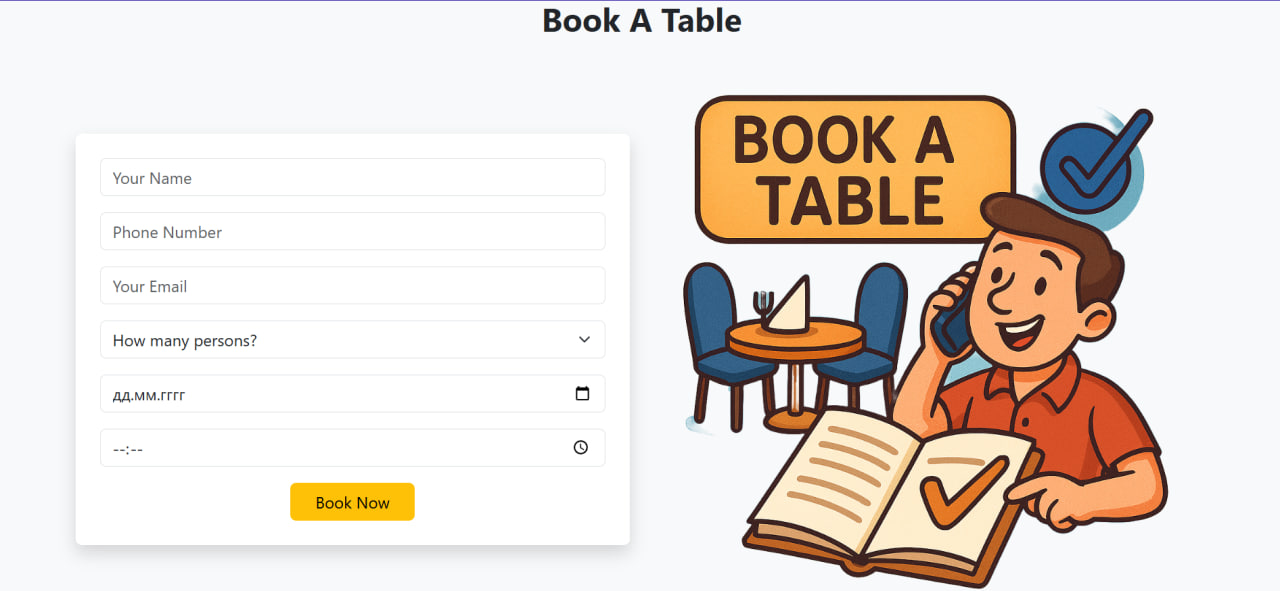 Book A Table
Your Name
Phone Number
Your Email
How many persons?
дд.мм.гггг
--:--
Book Now
BOOK A
TABLE